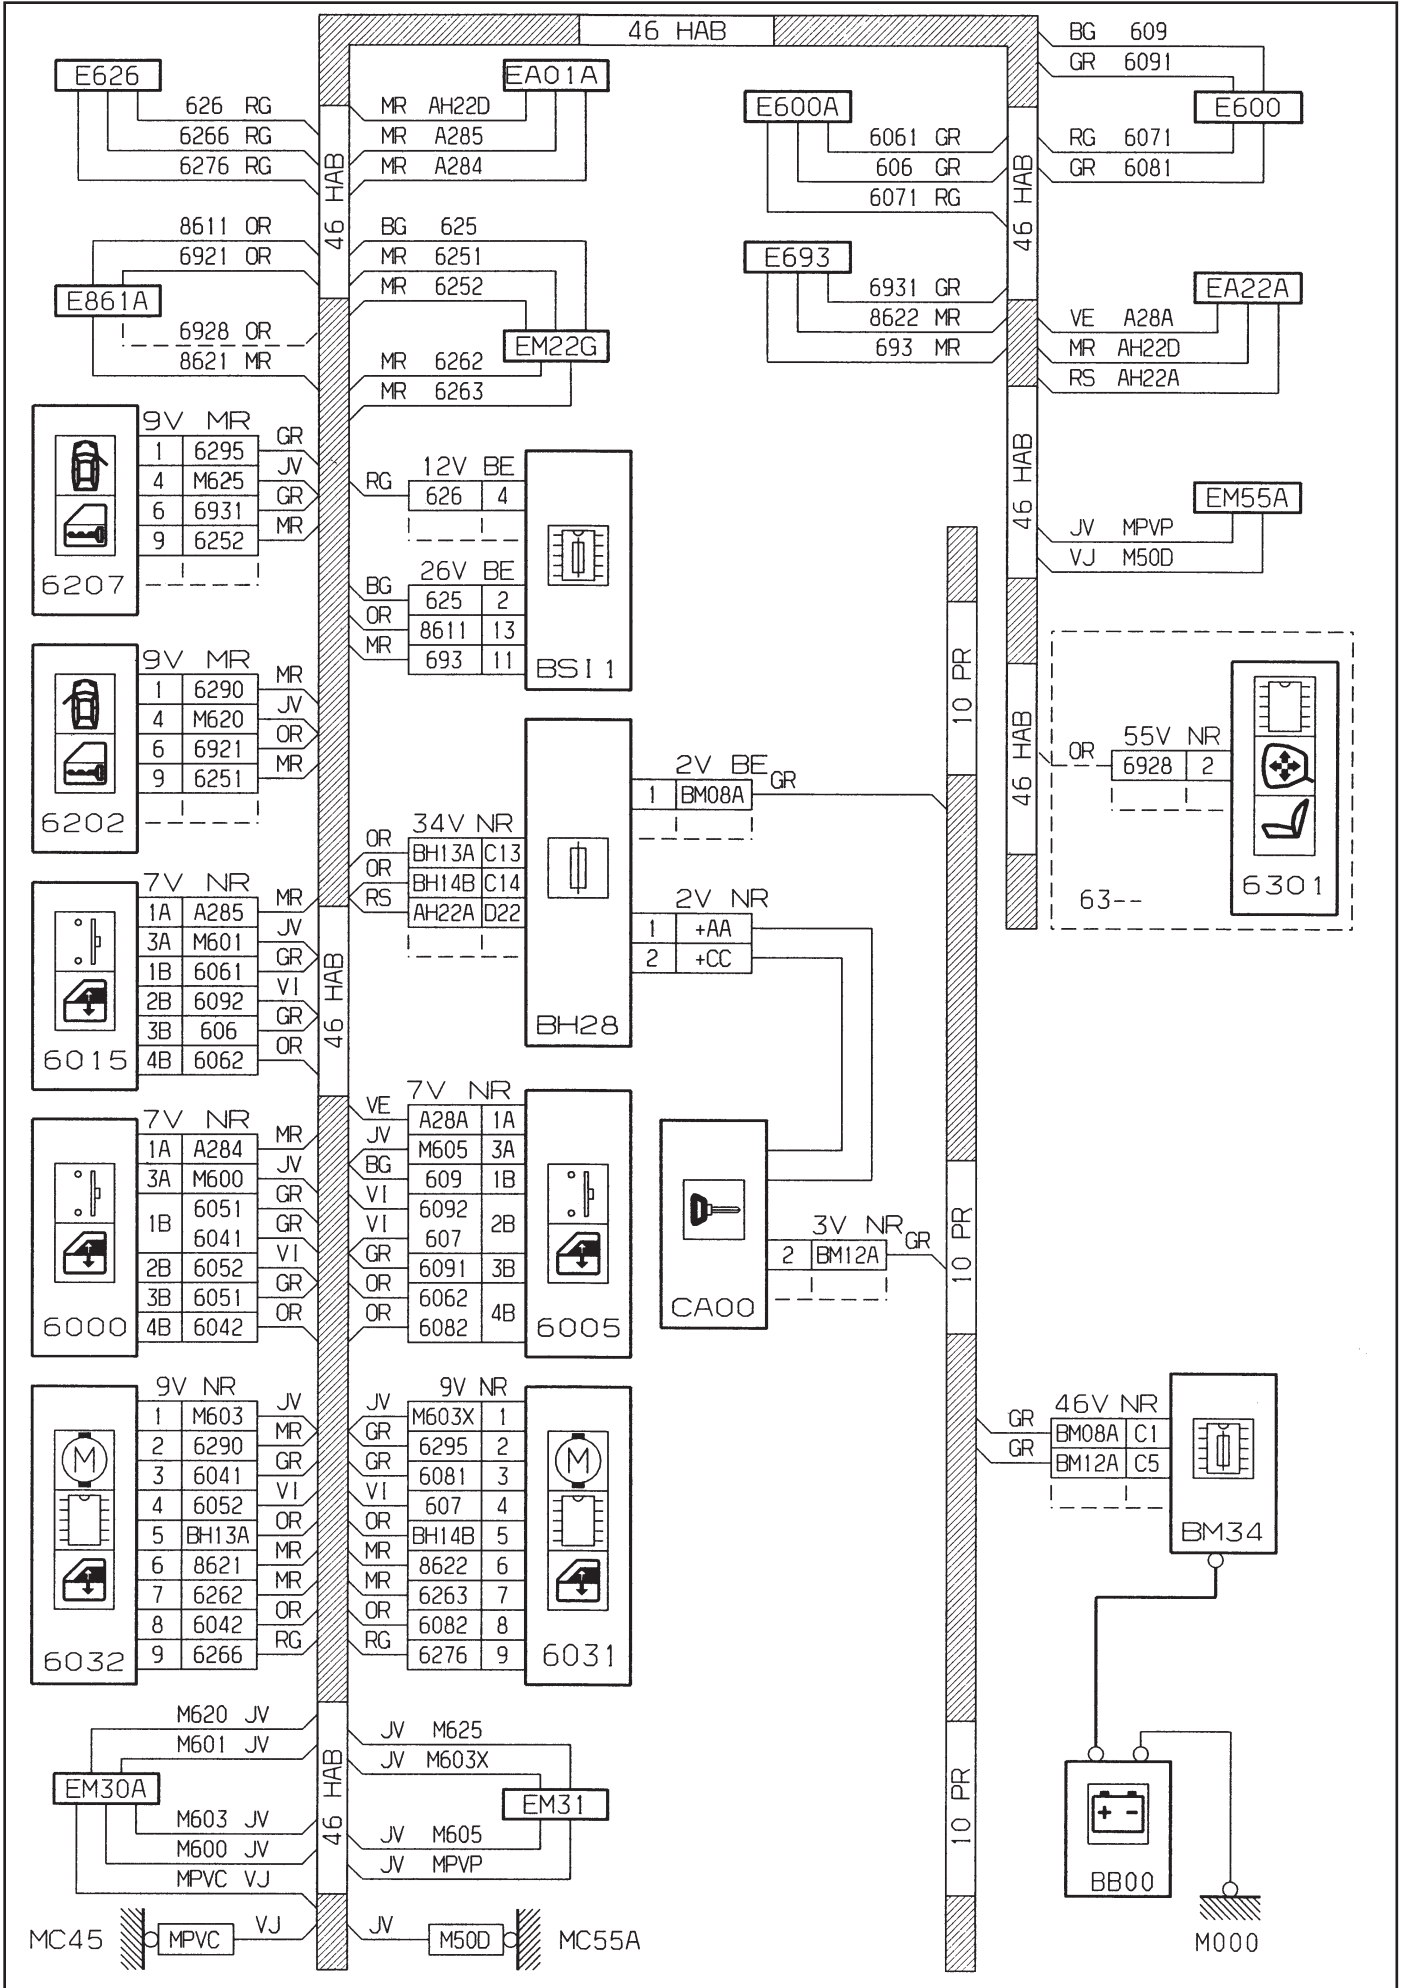 46 HAB
BG 609
GR 6091
E626
EA01A
E600A
E600
626 RG
6266 RG
6276 RG
46 HAB
MR AH22D
MR A285
MR A284
6061 GR
606 GR
6071 RG
46 HAB
RG 6071
GR 6081
8611 OR
6921 OR
E861A
6928 OR
8621 MR
BG 625
MR 6251
MR 6252
EM22G
MR 6262
MR 6263
E693
6931 GR
8622 MR
693 MR
EA22A
VE A28A
MR AH22D
RS AH22A
9V MR
1 6295 GR
4 M625 JV
6 6931 GR
9 6252 MR
6207
12V BE
RG 626 4
26V BE
BG 625 2
OR 8611 13
MR 693 11
BSI1
46 HAB
EM55A
JV MPVP
VJ M50D
9V MR
1 6290 MR
4 M620 JV
6 6921 OR
9 6251 MR
6202
10 PR
46 HAB
55V NR
OR 6928 2
6301
63--
2V BE
1 BM08A GR
34V NR
OR BH13A C13
OR BH14B C14
RS AH22A D22
2V NR
1 +AA
2 +CC
BH28
7V NR
1A A285 MR
3A M601 JV
1B 6061 GR
2B 6092 VI
3B 606 GR
4B 6062 OR
6015
46 HAB
7V NR
1A A284 MR
3A M600 JV
1B 6051 GR
6041 GR
2B 6052 VI
3B 6051 GR
4B 6042 OR
6000
7V NR
VE A28A 1A
JV M605 3A
BG 609 1B
VI 6092 2B
VI 607
GR 6091 3B
OR 6062 4B
OR 6082
6005
3V NR
2 BM12A GR
CA00
10 PR
9V NR
M
1 M603 JV
2 6290 MR
3 6041 GR
4 6052 VI
5 BH13A OR
6 8621 MR
7 6262 MR
8 6042 OR
9 6266 RG
6032
9V NR
M
JV M603X 1
GR 6295 2
GR 6081 3
VI 607 4
OR BH14B 5
MR 8622 6
MR 6263 7
OR 6082 8
RG 6276 9
6031
46V NR
GR BM08A C1
GR BM12A C5
BM34
M620 JV
M601 JV
EM30A
M603 JV
M600 JV
MPVC VJ
46 HAB
JV M625
JV M603X
EM31
JV M605
JV MPVP
10 PR
+ -
BB00
M000
MC45
MPVC
VJ
JV
M50D
MC55A